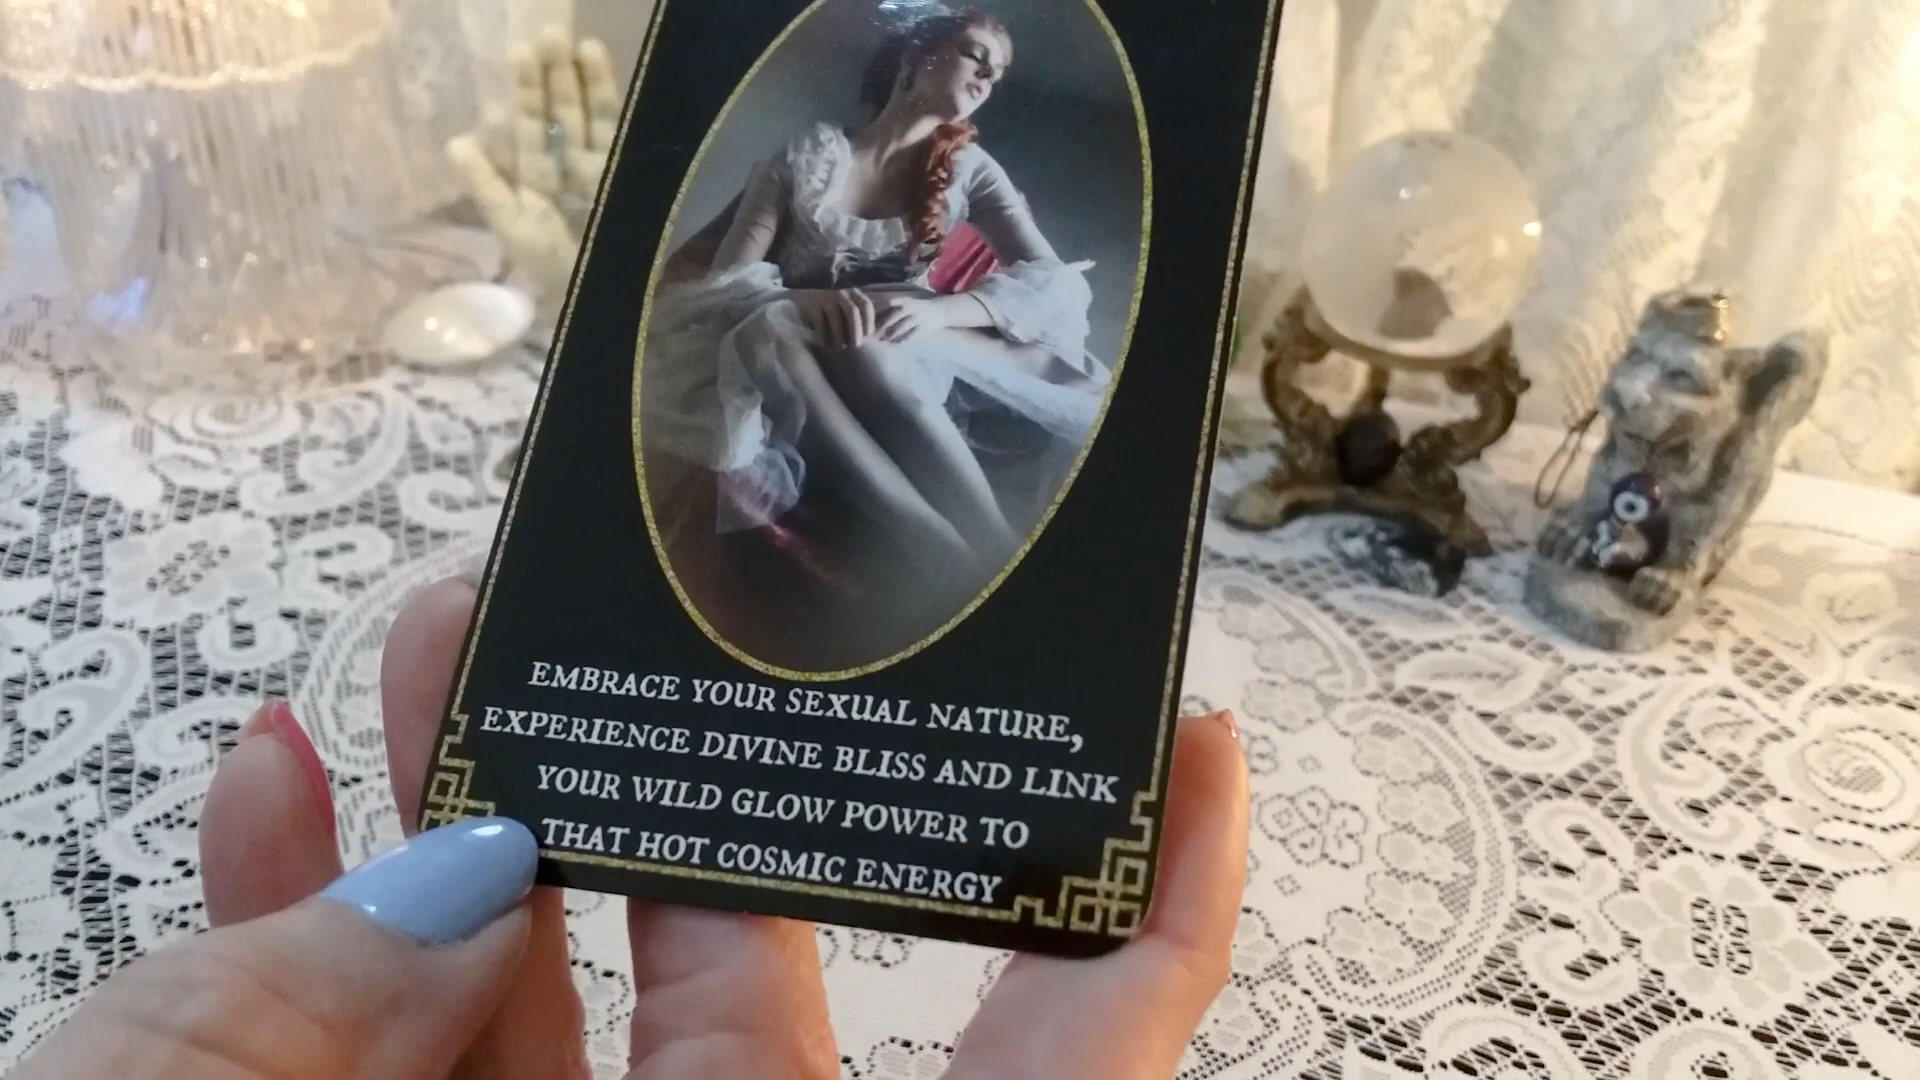 EMBRACE YOUR SEXUAL NATURE,
EXPERIENCE DIVINE BLISS AND LINK
YOUR WILD GLOW POWER TO
THAT HOT COSMIC ENERGY